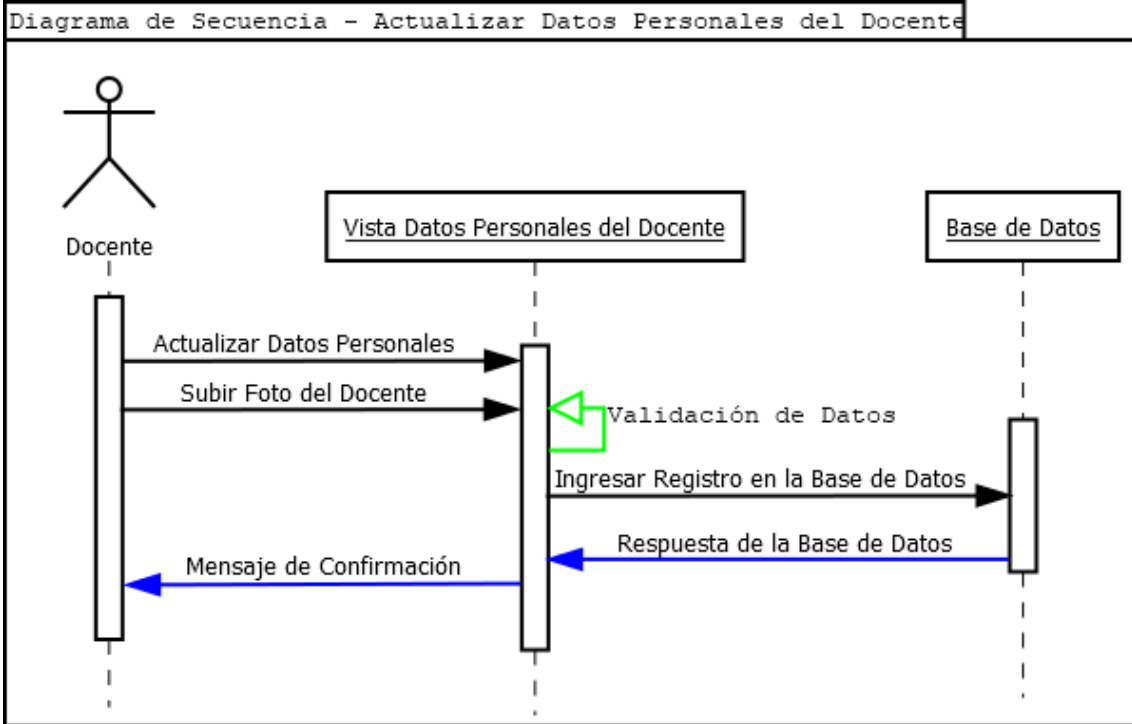 Diagrama de Secuencia - Actualizar Datos Personales del Docente
Docente
Vista Datos Personales del Docente
Base de Datos
Actualizar Datos Personales
Subir Foto del Docente
Validación de Datos
Ingresar Registro en la Base de Datos
Respuesta de la Base de Datos
Mensaje de Confirmación